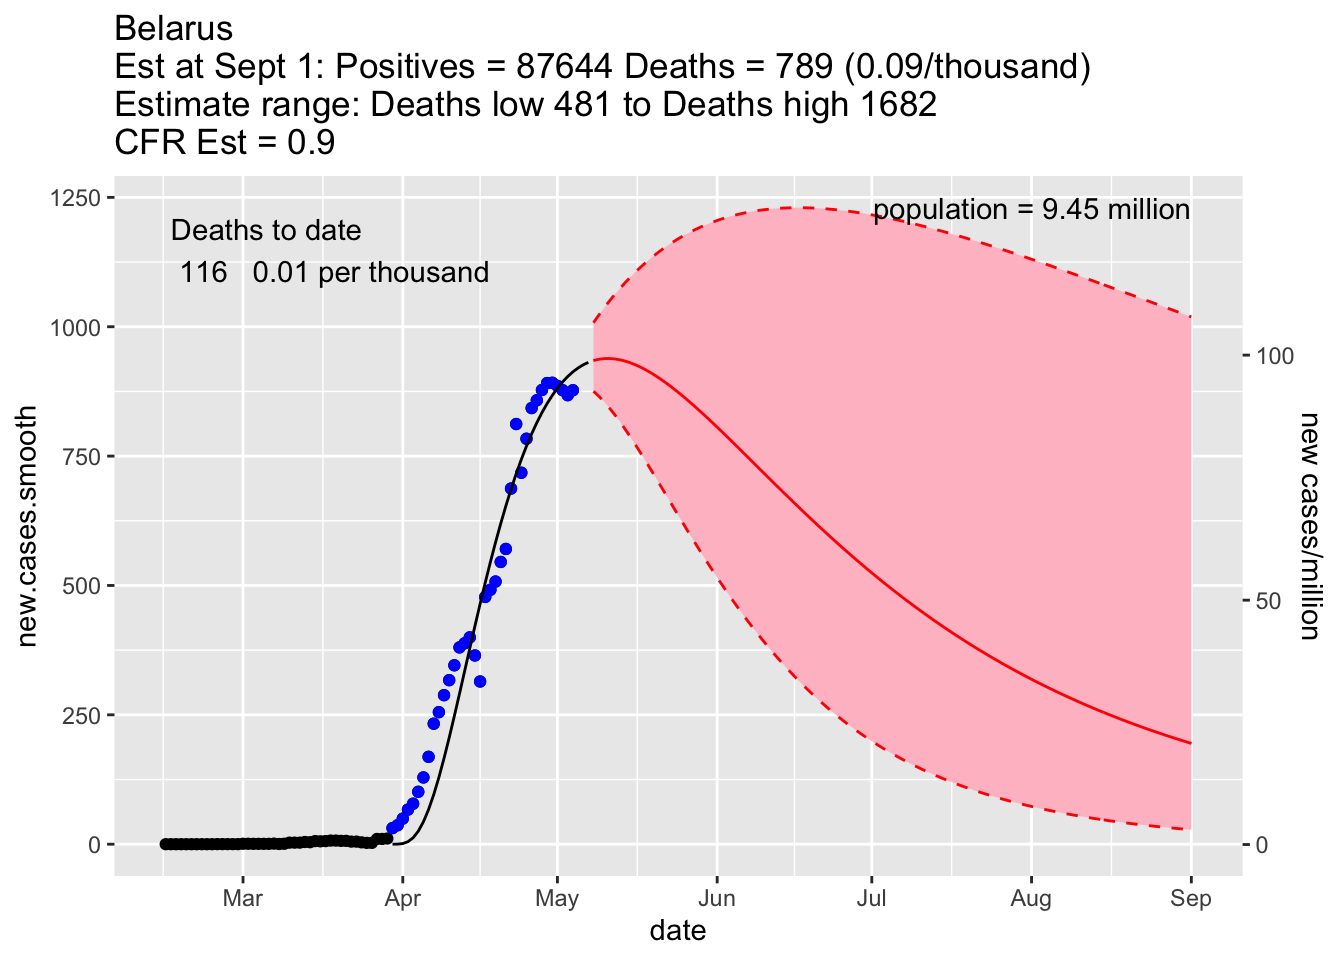 Belarus
Est at Sept 1: Positives = 87644 Deaths = 789 (0.09/thousand)
Estimate range: Deaths low 481 to Deaths high 1682
CFR Est = 0.9
1250
1000
750
500
250
0
new.cases.smooth
Deaths to date
116 0.01 per thousand
population = 9.45 million
100
50
0
new cases/million
Mar Apr May Jun Jul Aug Sep
date